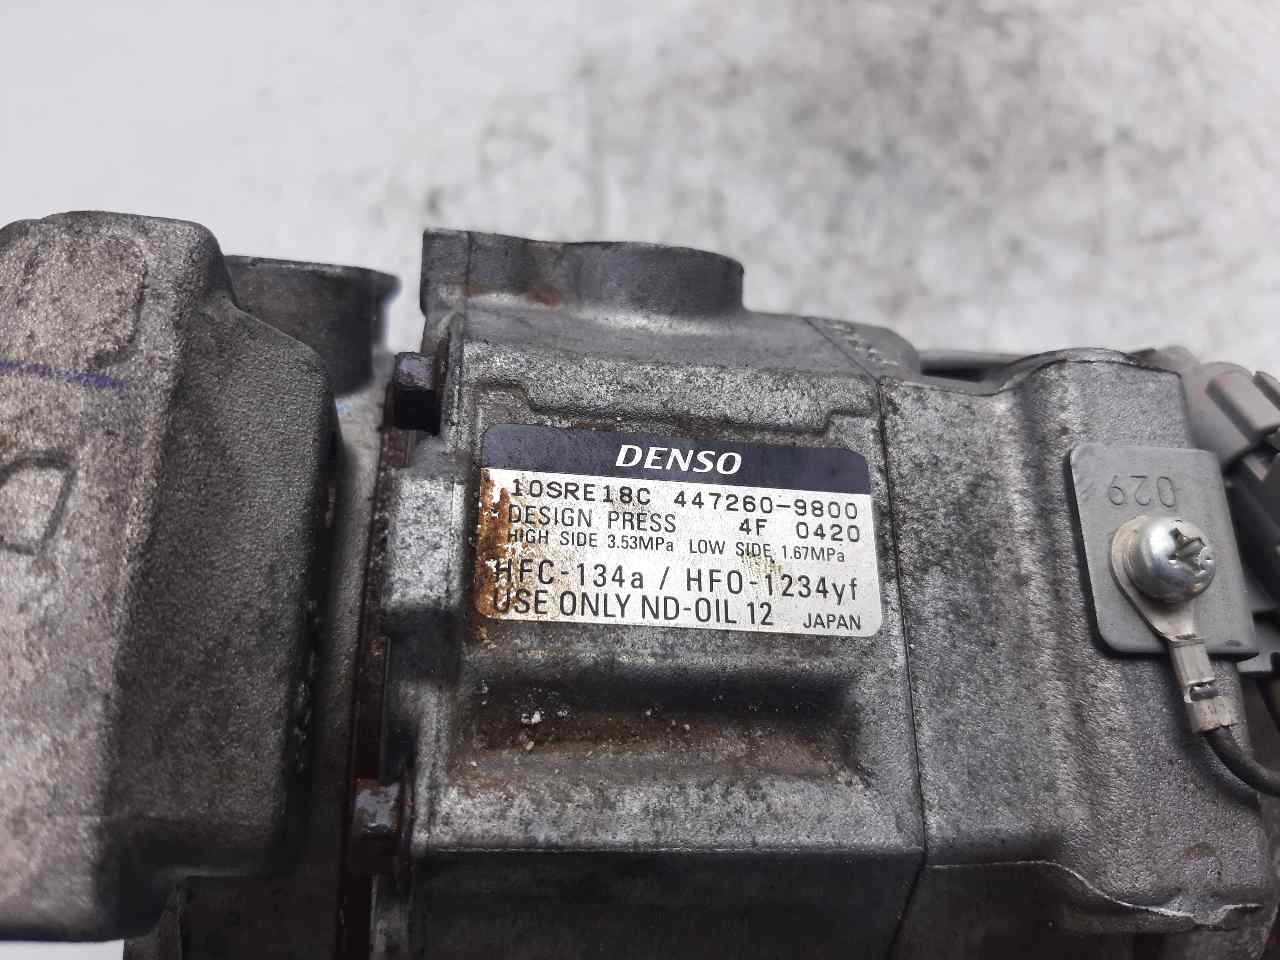 DENSO
10SRE18C 447260-9800
DESIGN PRESS 4F 0420
HIGH SIDE 3.53MPa LOW SIDE 1.67MPa
HFC-134a / HFO-1234yf
USE ONLY ND-OIL 12 JAPAN
029